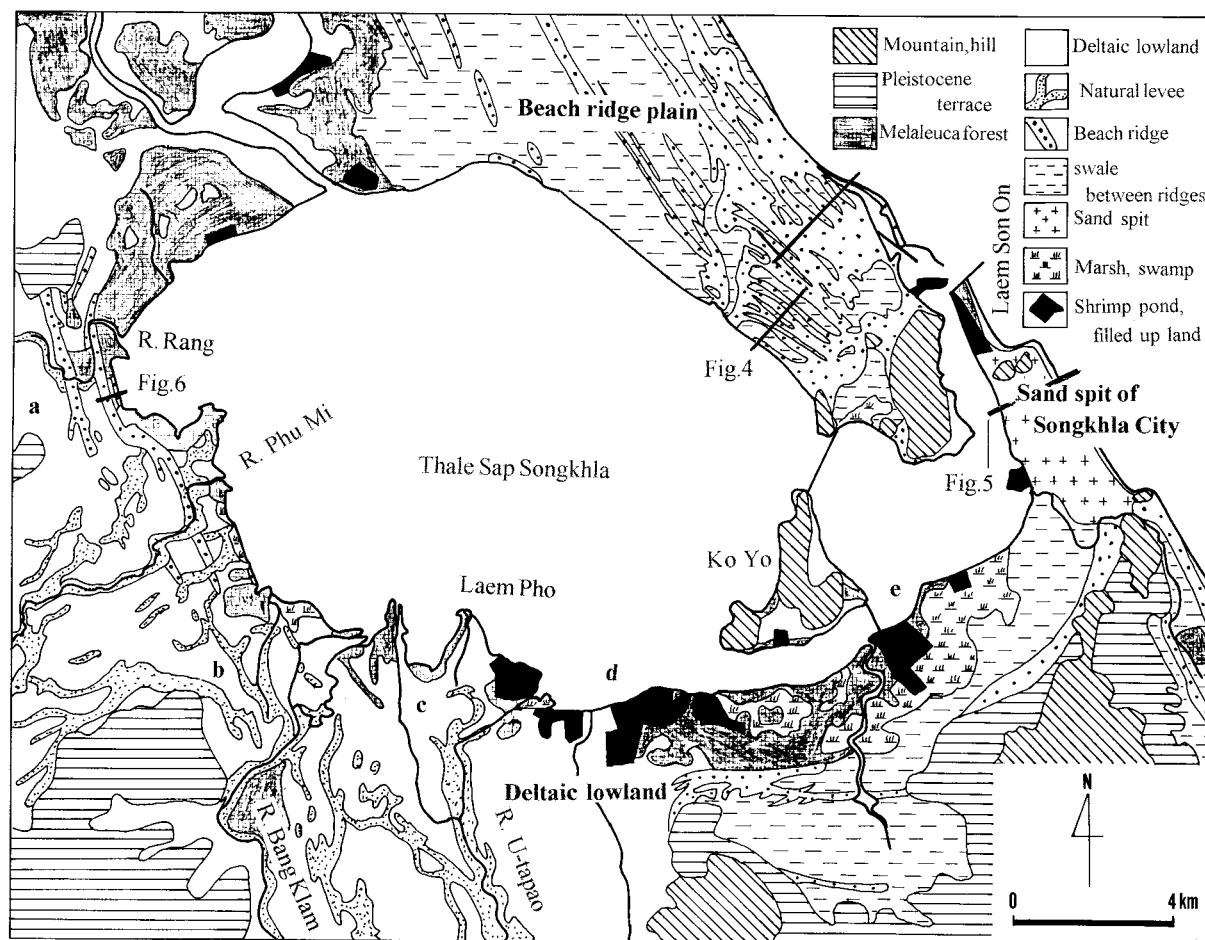 Mountain, hill
Pleistocene
terrace
Melaleuca forest
Deltaic lowland
Natural levee
Beach ridge
swale
between ridges
Sand spit
Marsh, swamp
Shrimp pond,
filled up land
Beach ridge plain
Laem Son On
R. Rang
Fig.6
a
R. Phu Mi
Thale Sap Songkhla
Fig.4
Sand spit of
Songkhla City
Fig.5
Ko Yo
Laem Pho
e
b
c
d
Deltaic lowland
R. Bang Klam
R. U-tapao
N
0 4 km